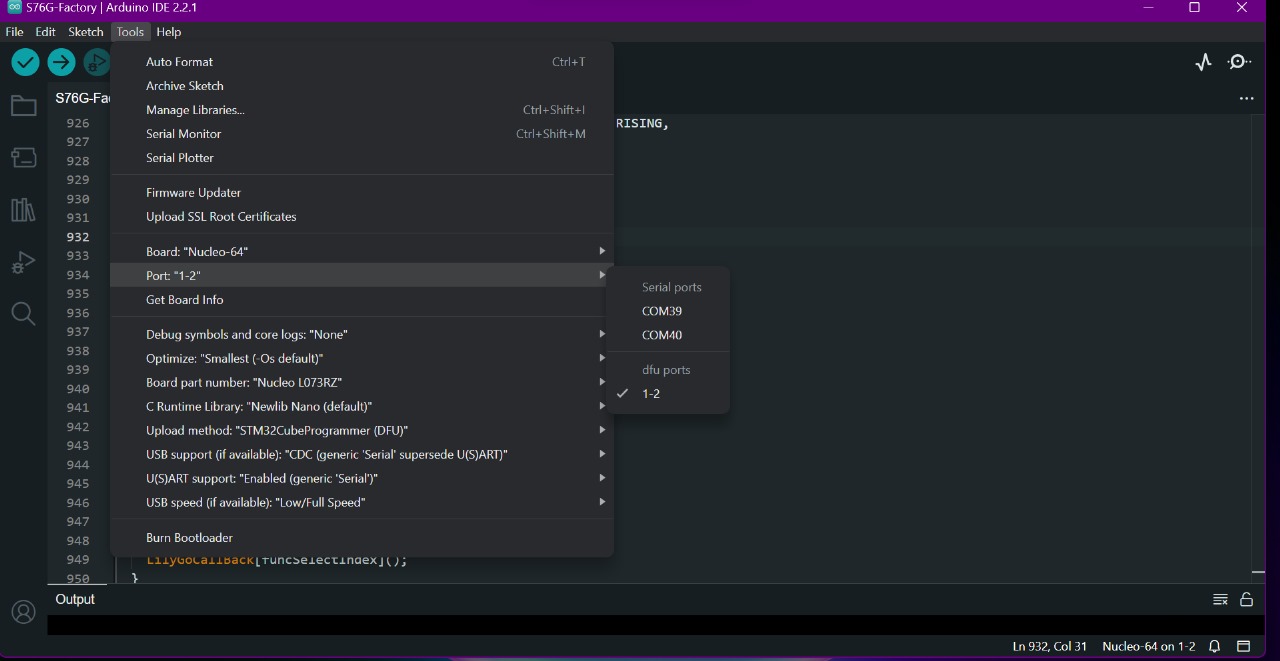 S76G-Factory | Arduino IDE 2.2.1
File Edit Sketch Tools Help
Auto Format Ctrl+T
Archive Sketch
Manage Libraries... Ctrl+Shift+I
Serial Monitor Ctrl+Shift+M
Serial Plotter
Firmware Updater
Upload SSL Root Certificates
Board: "Nucleo-64"
Port: "1-2"
Get Board Info
Debug symbols and core logs: "None"
Optimize: "Smallest (-Os default)"
Board part number: "Nucleo L073RZ"
C Runtime Library: "Newlib Nano (default)"
Upload method: "STM32CubeProgrammer (DFU)"
USB support (if available): "CDC (generic 'Serial' supersede U(S)ART)"
U(S)ART support: "Enabled (generic 'Serial')"
USB speed (if available): "Low/Full Speed"
Burn Bootloader
Serial ports
COM39
COM40
dfu ports
1-2
S76G-Fa
926 RISING,
927
928
929
930
931
932
933
934
935
936
937
938
939
940
941
942
943
944
945
946
947
948
949 LilyGoCallBack[funcSelectIndex]();
950 }
Output
Ln 932, Col 31 Nucleo-64 on 1-2